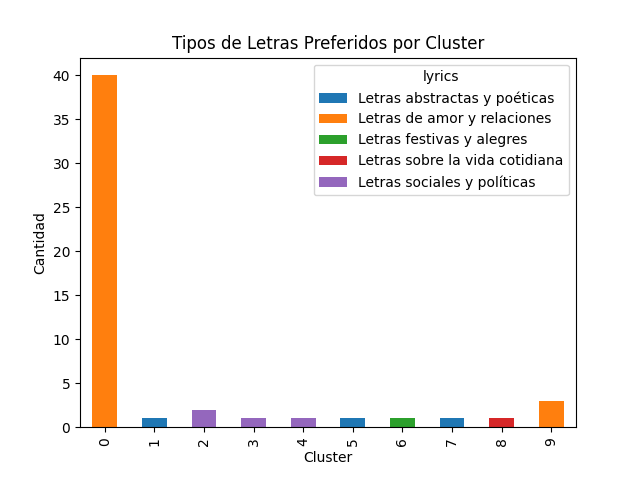 Tipos de Letras Preferidos por Cluster
lyrics
Letras abstractas y poéticas
Letras de amor y relaciones
Letras festivas y alegres
Letras sobre la vida cotidiana
Letras sociales y políticas
Cantidad
40
35
30
25
20
15
10
5
0
0 1 2 3 4 5 6 7 8 9
Cluster